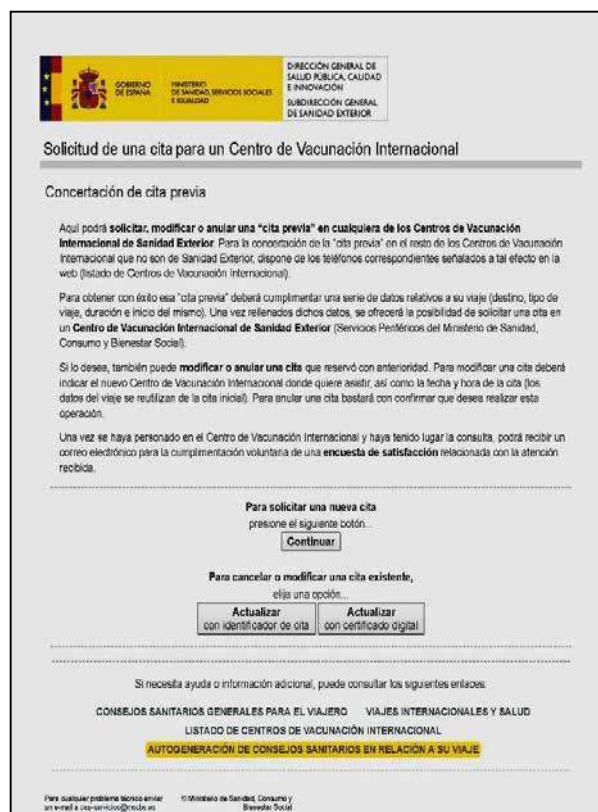 GOBIERNO
DE ESPAÑA
MINISTERIO
DE SANIDAD, SERVICIOS SOCIALES
E IGUALDAD
DIRECCIÓN GENERAL DE
SALUD PÚBLICA, CALIDAD
E INNOVACIÓN
SUBDIRECCIÓN GENERAL
DE SANIDAD EXTERIOR
Solicitud de una cita para un Centro de Vacunación Internacional
Concertación de cita previa
Aquí podrá solicitar, modificar o anular una "cita previa" en cualquiera de los Centros de Vacunación
Internacional de Sanidad Exterior. Para la concertación de la "cita previa" en el resto de los Centros de Vacunación
Internacional que no son de Sanidad Exterior, dispone de los teléfonos correspondientes señalados a tal efecto en la
web (listado de Centros de Vacunación Internacional).
Para obtener con éxito esa "cita previa" deberá cumplimentar una serie de datos relativos a su viaje (destino, tipo de
viaje, duración e inicio del mismo). Una vez rellenados dichos datos, se ofrecerá la posibilidad de solicitar una cita en
un Centro de Vacunación Internacional de Sanidad Exterior (Servicios Periféricos del Ministerio de Sanidad,
Consumo y Bienestar Social).
Si lo desea, también puede modificar o anular una cita que reservó con anterioridad. Para modificar una cita deberá
indicar el nuevo Centro de Vacunación Internacional donde quiere asistir, así como la fecha y hora de la cita (los
datos del viaje se reutilizan de la cita inicial). Para anular una cita bastará con confirmar que desea realizar esta
operación.
Una vez se haya personado en el Centro de Vacunación Internacional y haya tenido lugar la consulta, podrá recibir un
correo electrónico para la cumplimentación voluntaria de una encuesta de satisfacción relacionada con la atención
recibida.
Para solicitar una nueva cita
presione el siguiente botón...
Continuar
Para cancelar o modificar una cita existente,
elija una opción...
Actualizar
con identificador de cita
Actualizar
con certificado digital
Si necesita ayuda o información adicional, puede consultar los siguientes enlaces:
CONSEJOS SANITARIOS GENERALES PARA EL VIAJERO VIAJES INTERNACIONALES Y SALUD
LISTADO DE CENTROS DE VACUNACIÓN INTERNACIONAL
AUTOGENERACIÓN DE CONSEJOS SANITARIOS EN RELACIÓN A SU VIAJE
Para cualquier problema técnico enviar
un e-mail a
© Ministerio de Sanidad, Consumo y
Bienestar Social